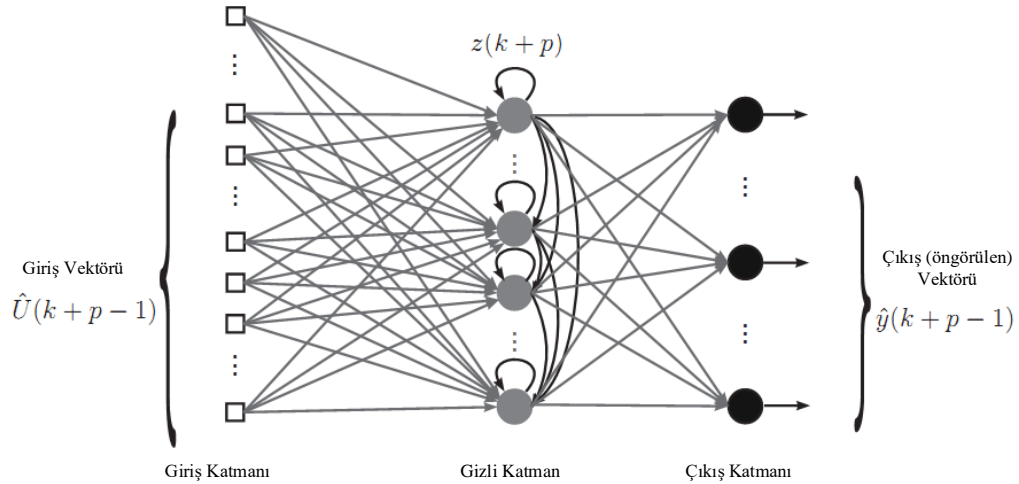 z(k + p)
Giriş Vektörü
Û(k + p − 1)
Çıkış (öngörülen)
Vektörü
ŷ(k + p − 1)
Giriş Katmanı
Gizli Katman
Çıkış Katmanı